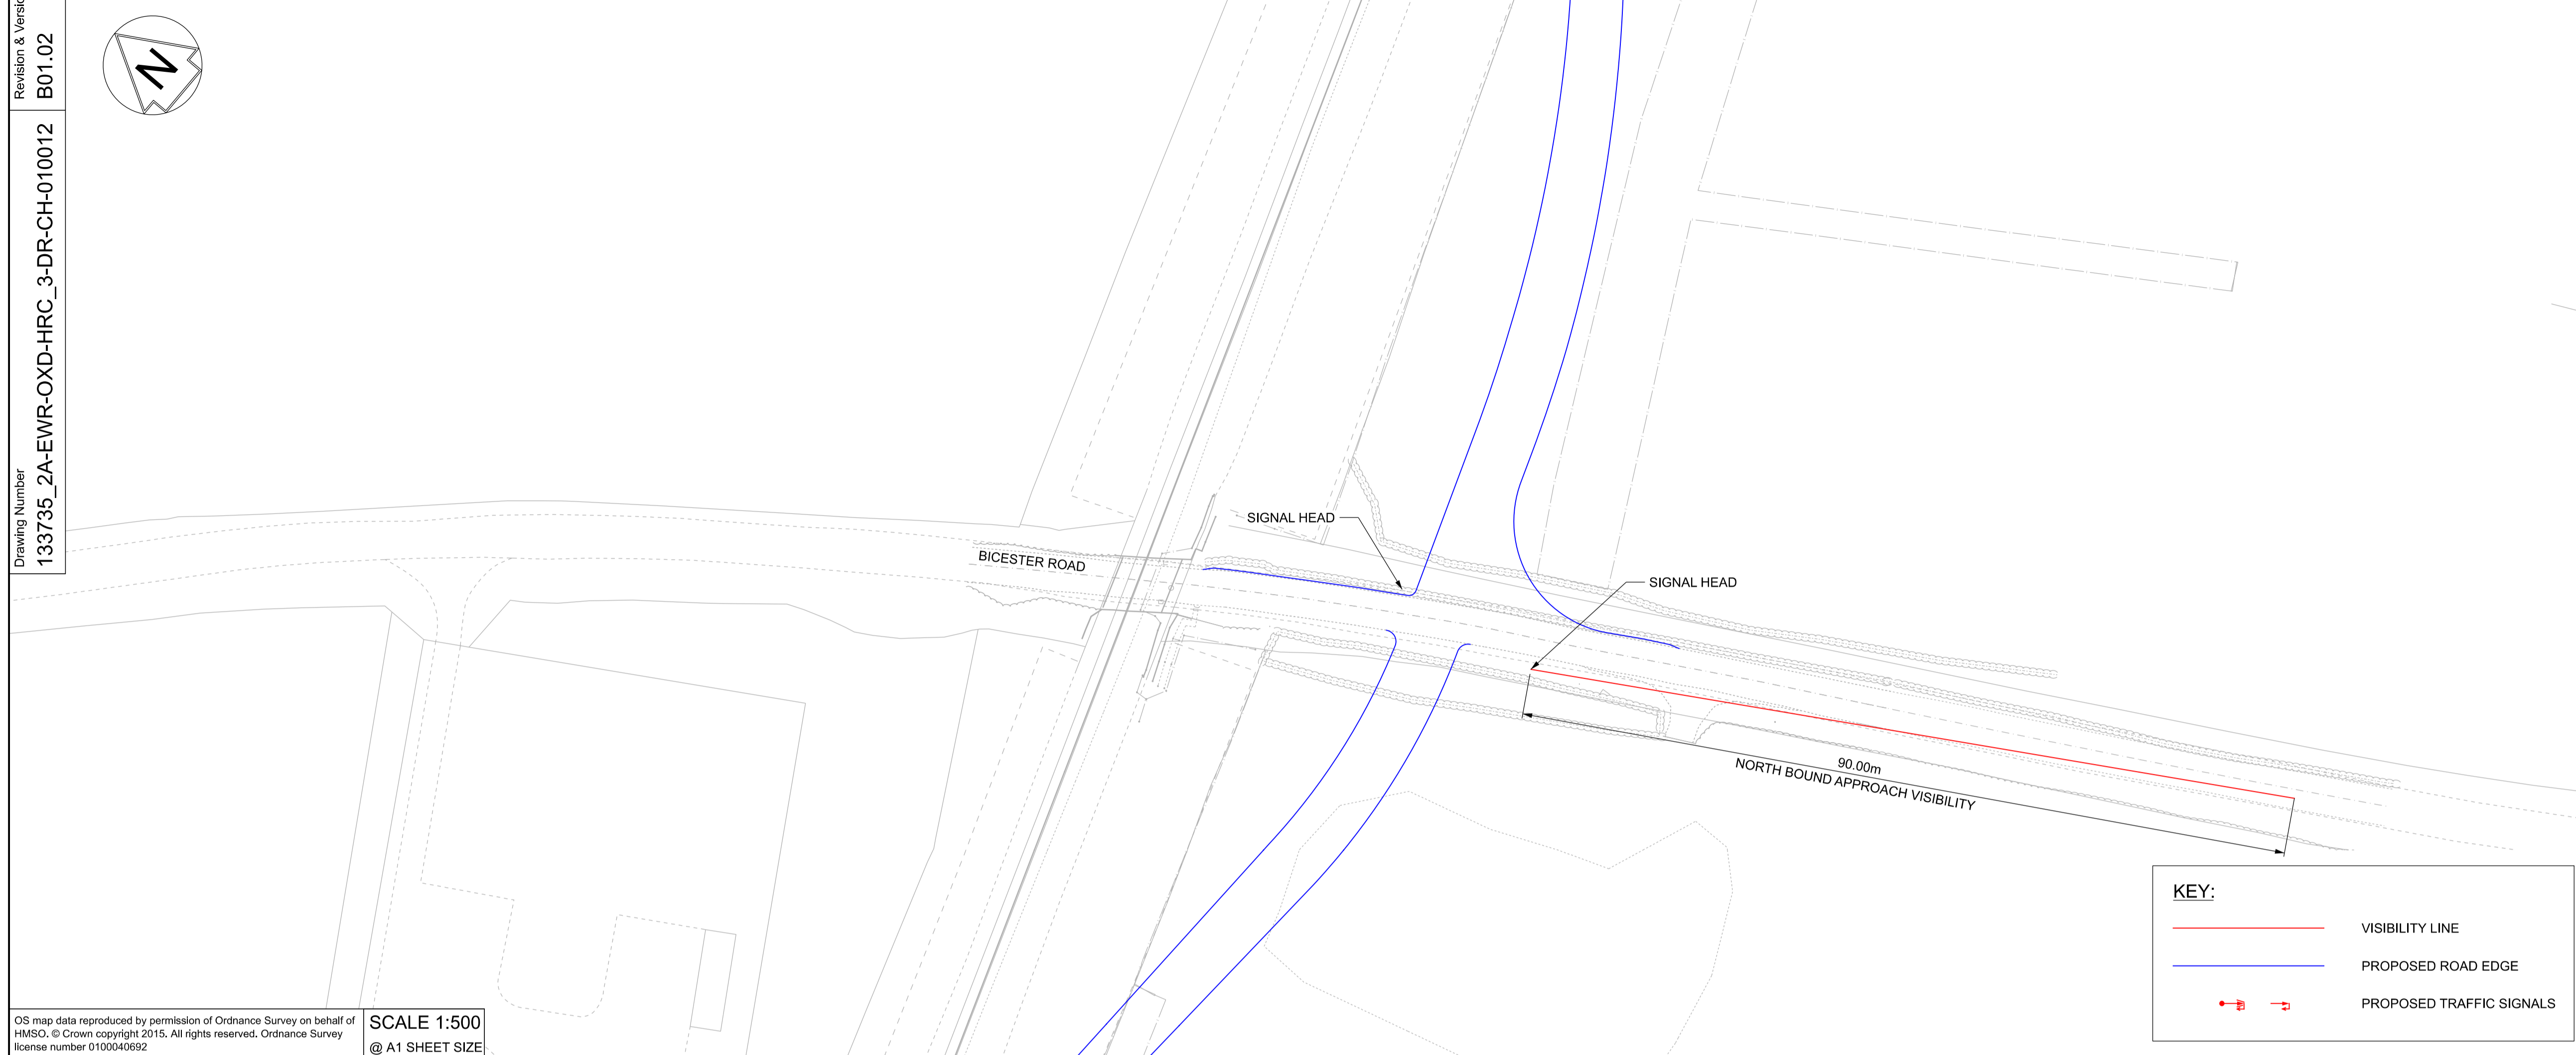 Revision & Versio
B01.02
Drawing Number
133735_2A-EWR-OXD-HRC_3-DR-CH-010012
N
BICESTER ROAD
SIGNAL HEAD
SIGNAL HEAD
90.00m
NORTH BOUND APPROACH VISIBILITY
KEY:
VISIBILITY LINE
PROPOSED ROAD EDGE
PROPOSED TRAFFIC SIGNALS
OS map data reproduced by permission of Ordnance Survey on behalf of
HMSO. © Crown copyright 2015. All rights reserved. Ordnance Survey
license number 0100040692
SCALE 1:500
@ A1 SHEET SIZE